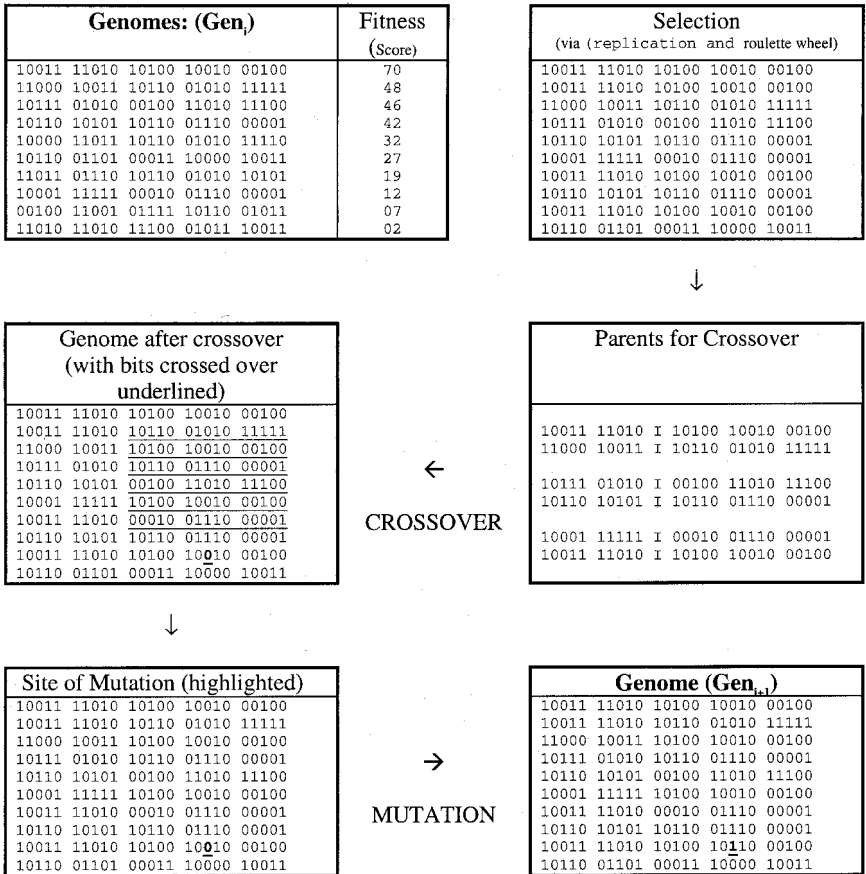 Genomes: (Gen_i)
Fitness
(Score)
10011 11010 10100 10010 00100 70
11000 10011 10110 01010 11111 48
10111 01010 00100 11010 11100 46
10110 10101 10110 01110 00001 42
10000 11011 10110 01010 11110 32
10110 01101 00011 10000 10011 27
11011 01110 10110 01010 10101 19
10001 11111 00010 01110 00001 12
00100 11001 01111 10110 01011 07
11010 11010 11100 01011 10011 02
Selection
(via (replication and roulette wheel)
10011 11010 10100 10010 00100
10011 11010 10100 10010 00100
11000 10011 10110 01010 11111
10111 01010 00100 11010 11100
10110 10101 10110 01110 00001
10001 11111 00010 01110 00001
10011 11010 10100 10010 00100
10110 10101 10110 01110 00001
10011 11010 10100 10010 00100
10110 01101 00011 10000 10011
↓
Parents for Crossover
10011 11010 I 10100 10010 00100
11000 10011 I 10110 01010 11111
10111 01010 I 00100 11010 11100
10110 10101 I 10110 01110 00001
10001 11111 I 00010 01110 00001
10011 11010 I 10100 10010 00100
←
CROSSOVER
Genome after crossover
(with bits crossed over
underlined)
10011 11010 10100 10010 00100
10011 11010 10110 01010 11111
11000 10011 10100 10010 00100
10111 01010 10110 01110 00001
10110 10101 00100 11010 11100
10001 11111 10100 10010 00100
10011 11010 00010 01110 00001
10110 10101 10110 01110 00001
10011 11010 10100 10010 00100
10110 01101 00011 10000 10011
↓
Site of Mutation (highlighted)
10011 11010 10100 10010 00100
10011 11010 10110 01010 11111
11000 10011 10100 10010 00100
10111 01010 10110 01110 00001
10110 10101 00100 11010 11100
10001 11111 10100 10010 00100
10011 11010 00010 01110 00001
10110 10101 10110 01110 00001
10011 11010 10100 10010 00100
10110 01101 00011 10000 10011
→
MUTATION
Genome (Gen_i+1)
10011 11010 10100 10010 00100
10011 11010 10110 01010 11111
11000 10011 10100 10010 00100
10111 01010 10110 01110 00001
10110 10101 00100 11010 11100
10001 11111 10100 10010 00100
10011 11010 00010 01110 00001
10110 10101 10110 01110 00001
10011 11010 10100 10110 00100
10110 01101 00011 10000 10011